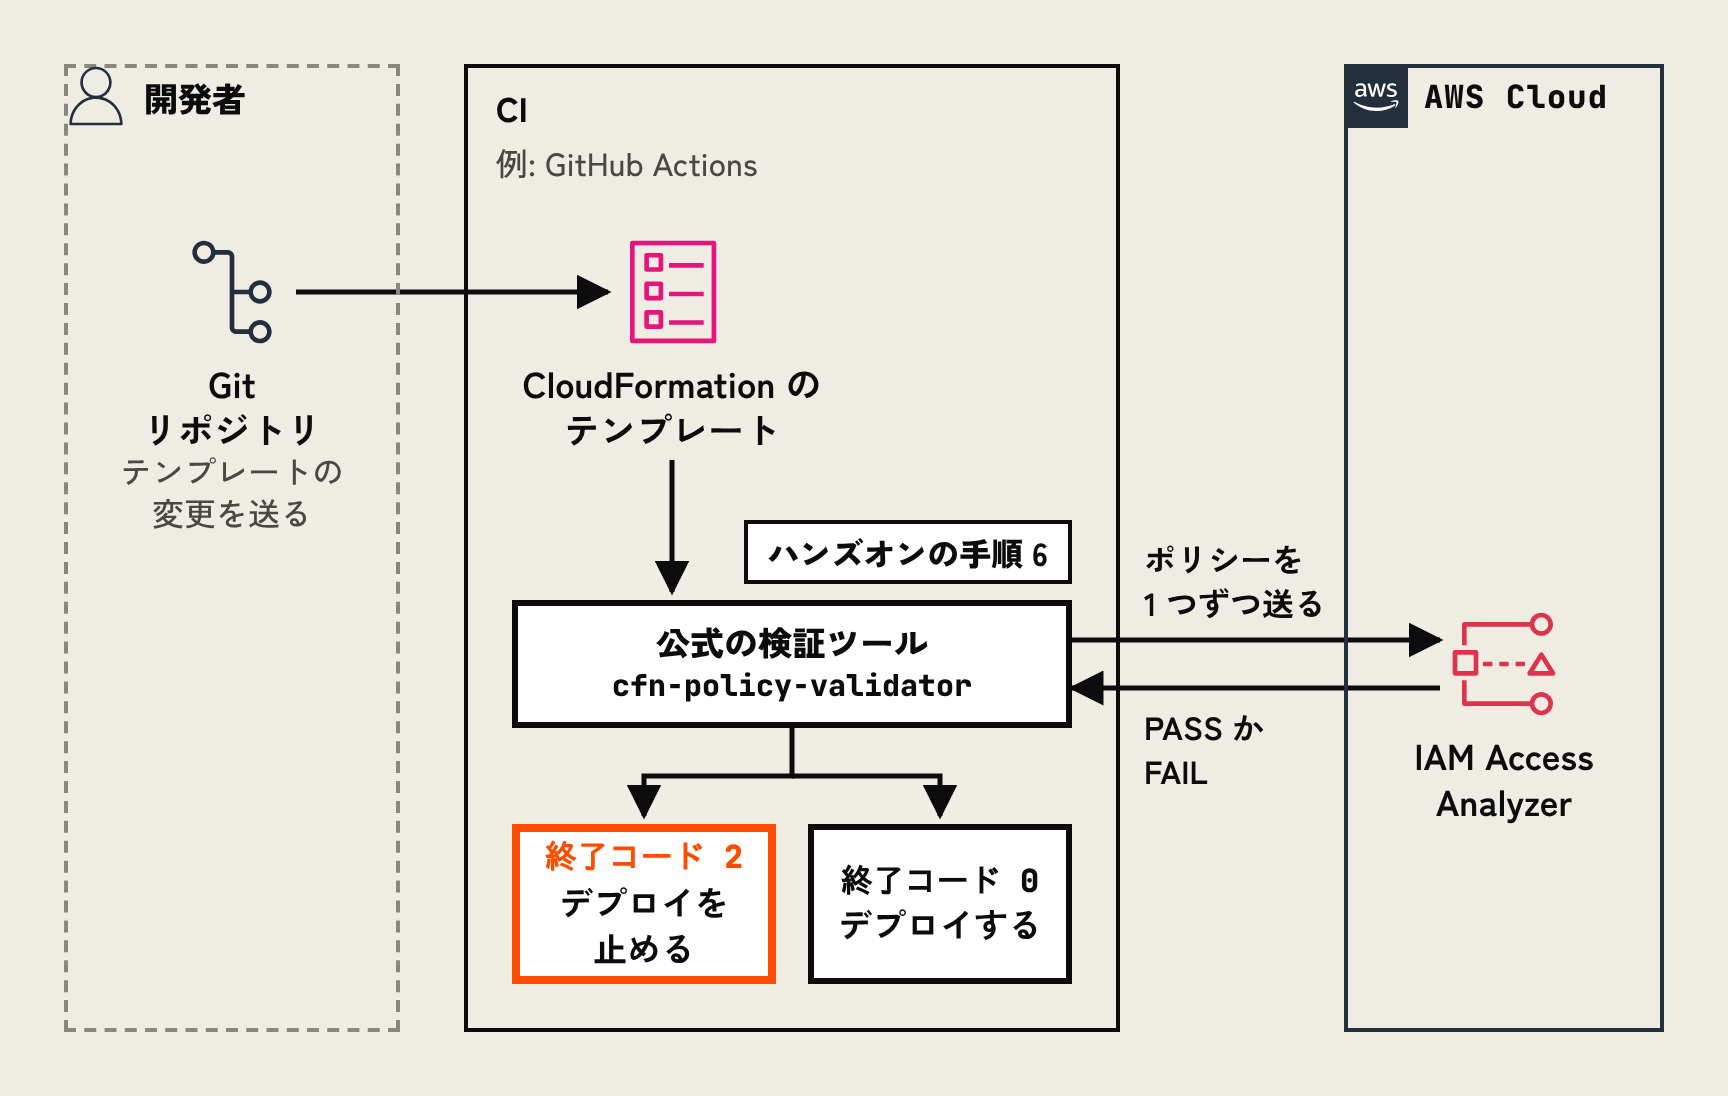 開発者
Git
リポジトリ
テンプレートの
変更を送る
CI
例: GitHub Actions
CloudFormation の
テンプレート
ハンズオンの手順 6
公式の検証ツール
cfn-policy-validator
終了コード 2
デプロイを
止める
終了コード 0
デプロイする
ポリシーを
1 つずつ送る
PASS か
FAIL
aws
AWS Cloud
IAM Access
Analyzer